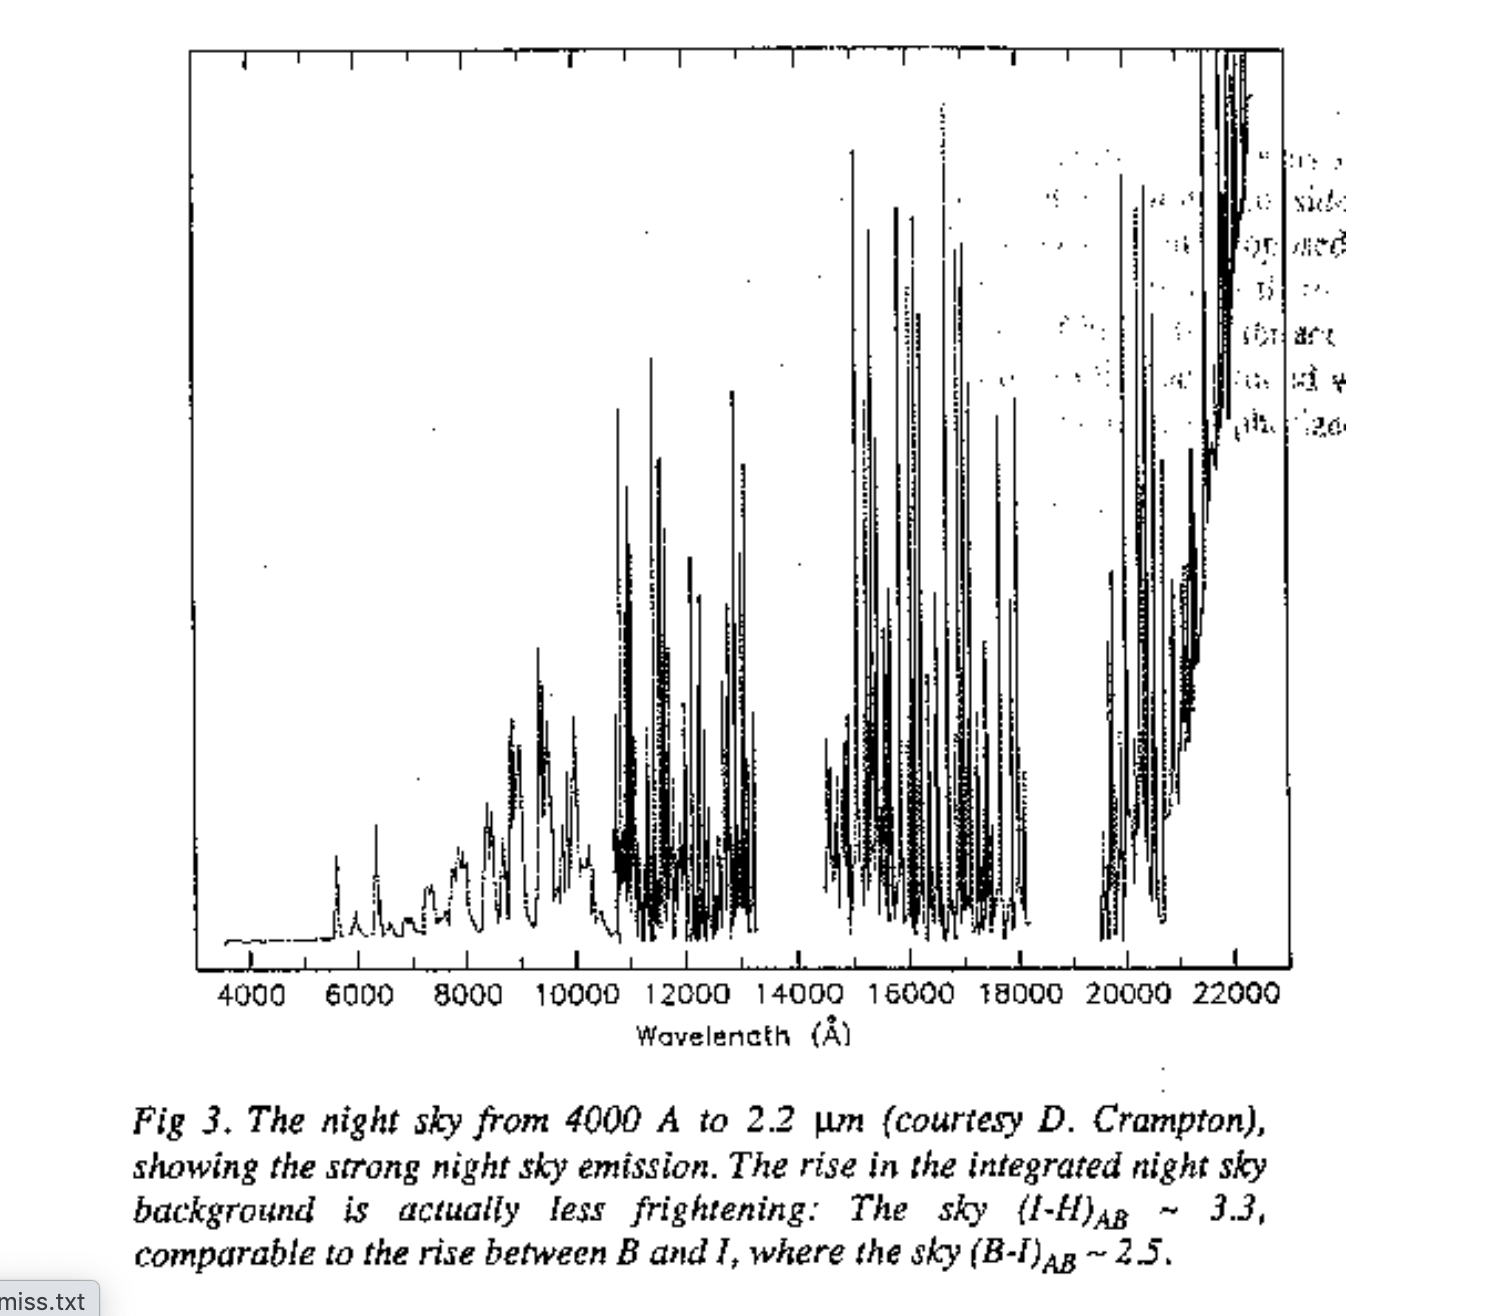 side
4000 6000 8000 10000 12000 14000 16000 18000 20000 22000
Wavelength (Å)
Fig 3. The night sky from 4000 A to 2.2 μm (courtesy D. Crampton),
showing the strong night sky emission. The rise in the integrated night sky
background is actually less frightening: The sky (I-H)AB ~ 3.3,
comparable to the rise between B and I, where the sky (B-I)AB ~ 2.5.
miss.txt